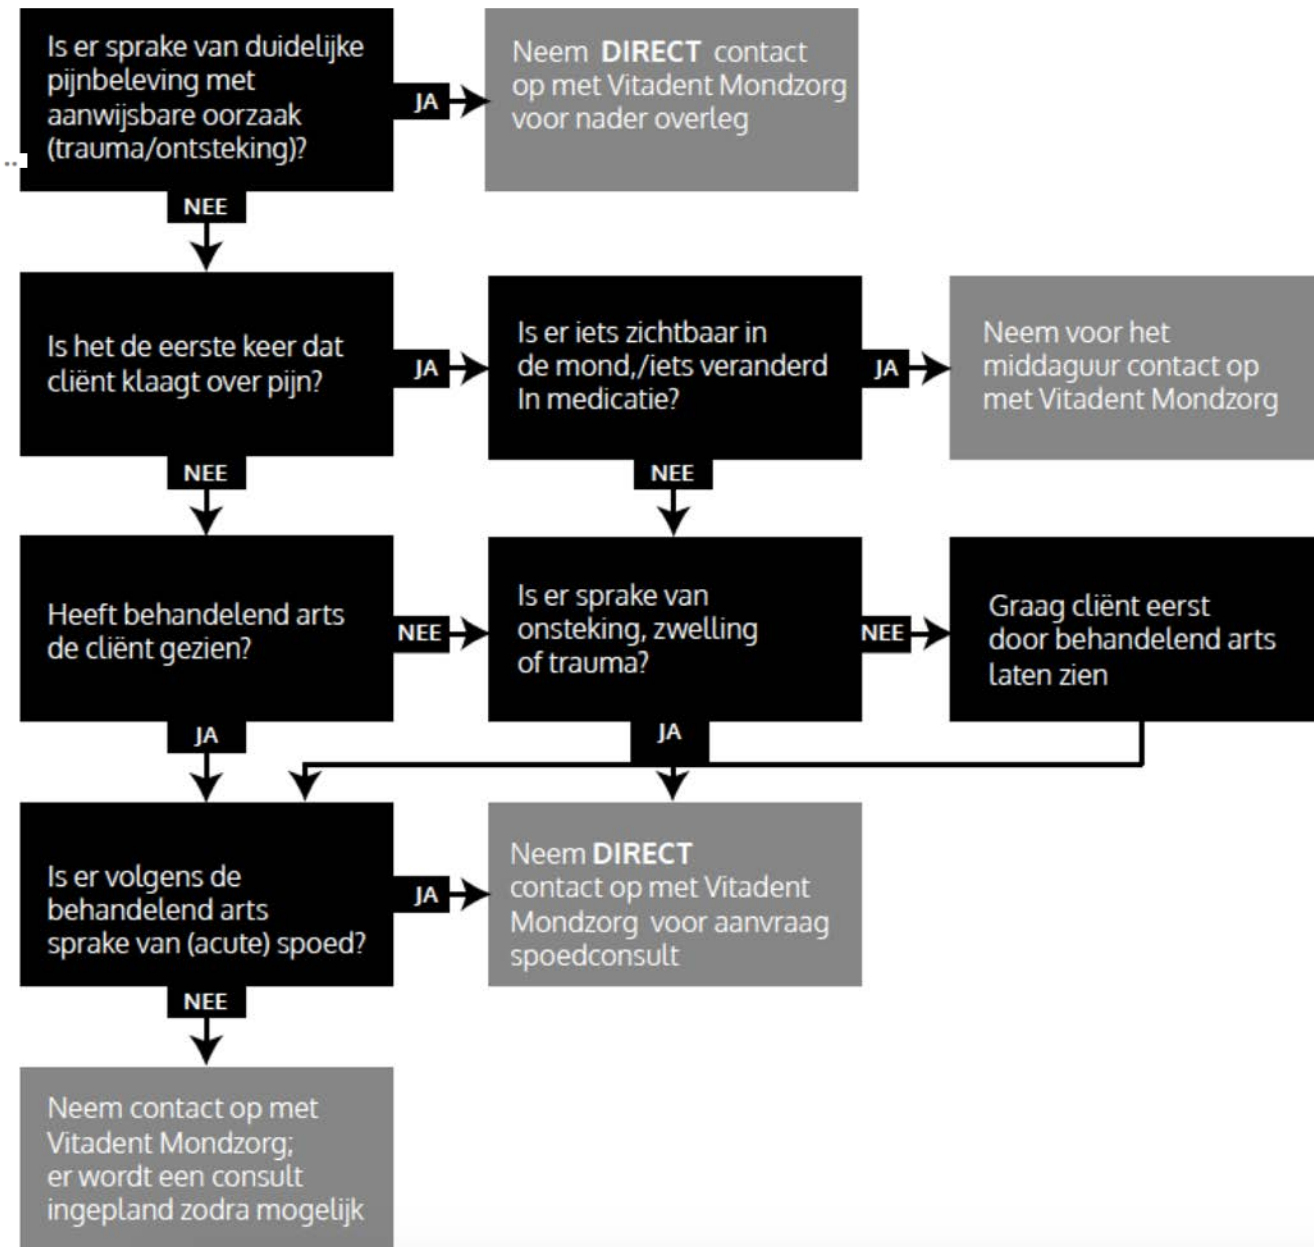 Is er sprake van duidelijke
pijnbeleving met
aanwijsbare oorzaak
(trauma/ontsteking)?
JA
Neem DIRECT contact
op met Vitadent Mondzorg
voor nader overleg
NEE
Is het de eerste keer dat
cliënt klaagt over pijn?
JA
Is er iets zichtbaar in
de mond,/iets veranderd
In medicatie?
JA
Neem voor het
middaguur contact op
met Vitadent Mondzorg
NEE
NEE
Heeft behandelend arts
de cliënt gezien?
NEE
Is er sprake van
onsteking, zwelling
of trauma?
NEE
Graag cliënt eerst
door behandelend arts
laten zien
JA
JA
Is er volgens de
behandelend arts
sprake van (acute) spoed?
JA
Neem DIRECT
contact op met Vitadent
Mondzorg voor aanvraag
spoedconsult
NEE
Neem contact op met
Vitadent Mondzorg;
er wordt een consult
ingepland zodra mogelijk